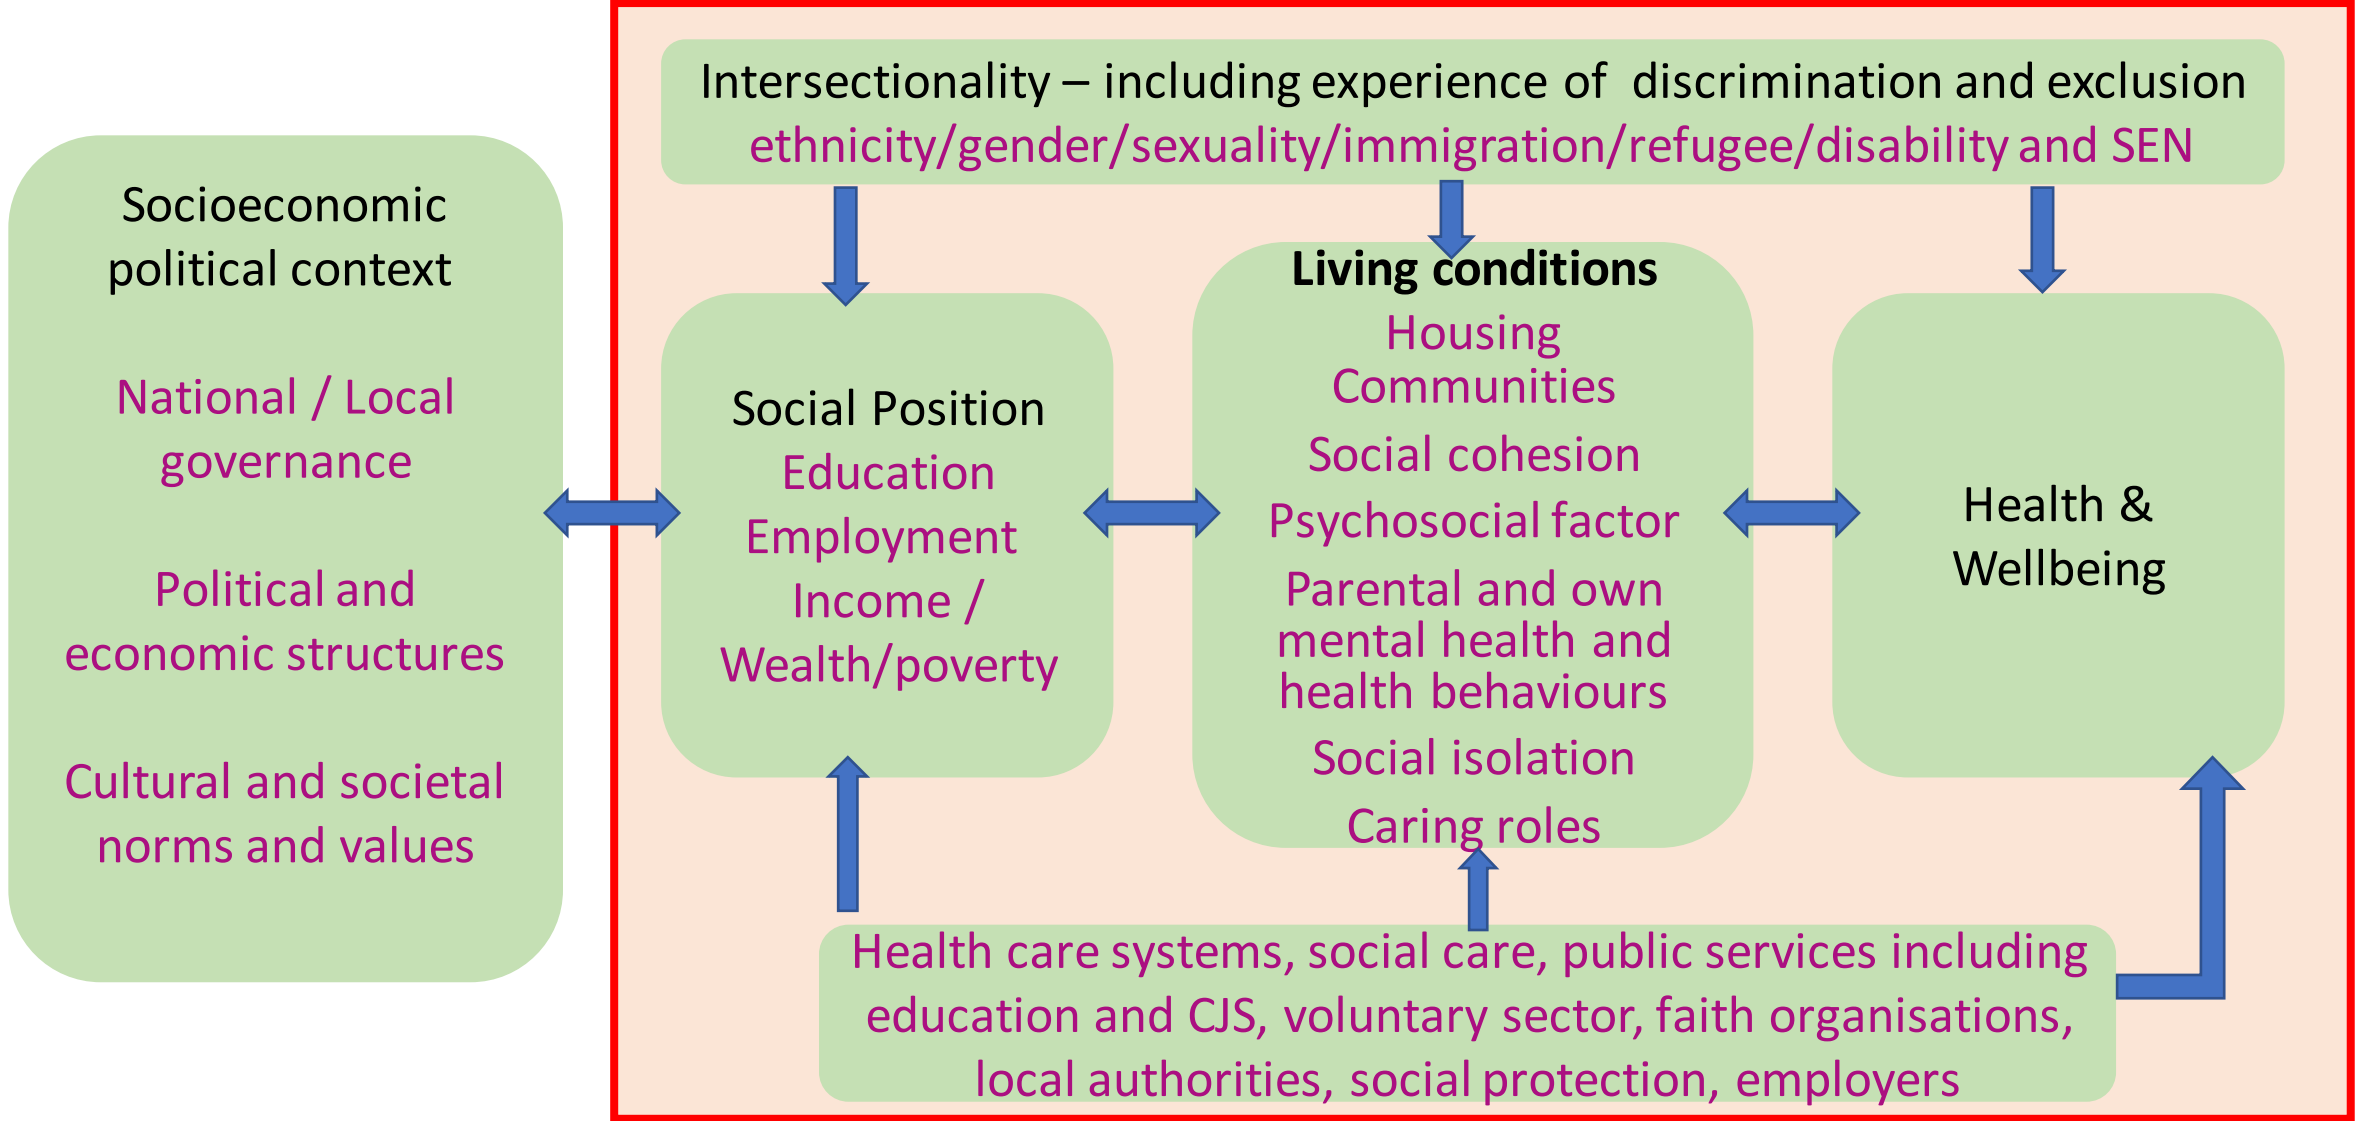 Intersectionality – including experience of  discrimination and exclusion
ethnicity/gender/sexuality/immigration/refugee/disability and SEN
Socioeconomic
political context
National / Local
governance
Political and
economic structures
Cultural and societal
norms and values
Social Position
Education
Employment
Income /
Wealth/poverty
Living conditions
Housing
Communities
Social cohesion
Psychosocial factor
Parental and own
mental health and
health behaviours
Social isolation
Caring roles
Health &
Wellbeing
Health care systems, social care, public services including
education and CJS, voluntary sector, faith organisations,
local authorities, social protection, employers